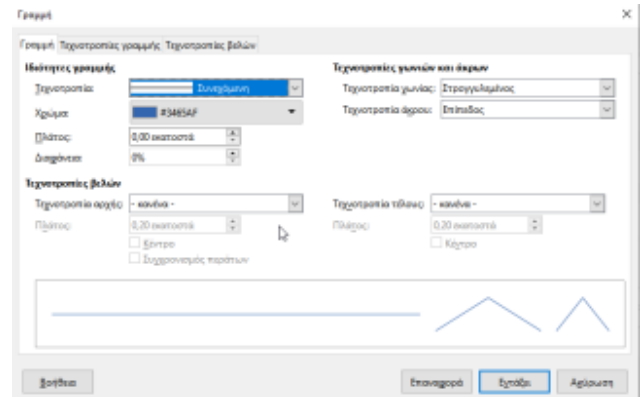 Γραμμή
Γραμμή Τεχνοτροπίες γραμμής Τεχνοτροπίες βελών
Ιδιότητες γραμμής
Τεχνοτροπίες γωνιών και άκρων
Τεχνοτροπία: Συνεχόμενη
Τεχνοτροπία γωνίας: Στρογγυλεμένος
Χρώμα: #3465AF
Τεχνοτροπία άκρου: Επίπεδος
Πλάτος: 0,00 εκατοστά
Διαφάνεια: 0%
Τεχνοτροπίες βελών
Τεχνοτροπία αρχής: - κανένα -
Τεχνοτροπία τέλους: - κανένα -
Πλάτος: 0,20 εκατοστά
Πλάτος: 0,20 εκατοστά
Κέντρο
Κέντρο
Συγχρονισμός περάτων
Βοήθεια
Επαναφορά
Εντάξει
Ακύρωση